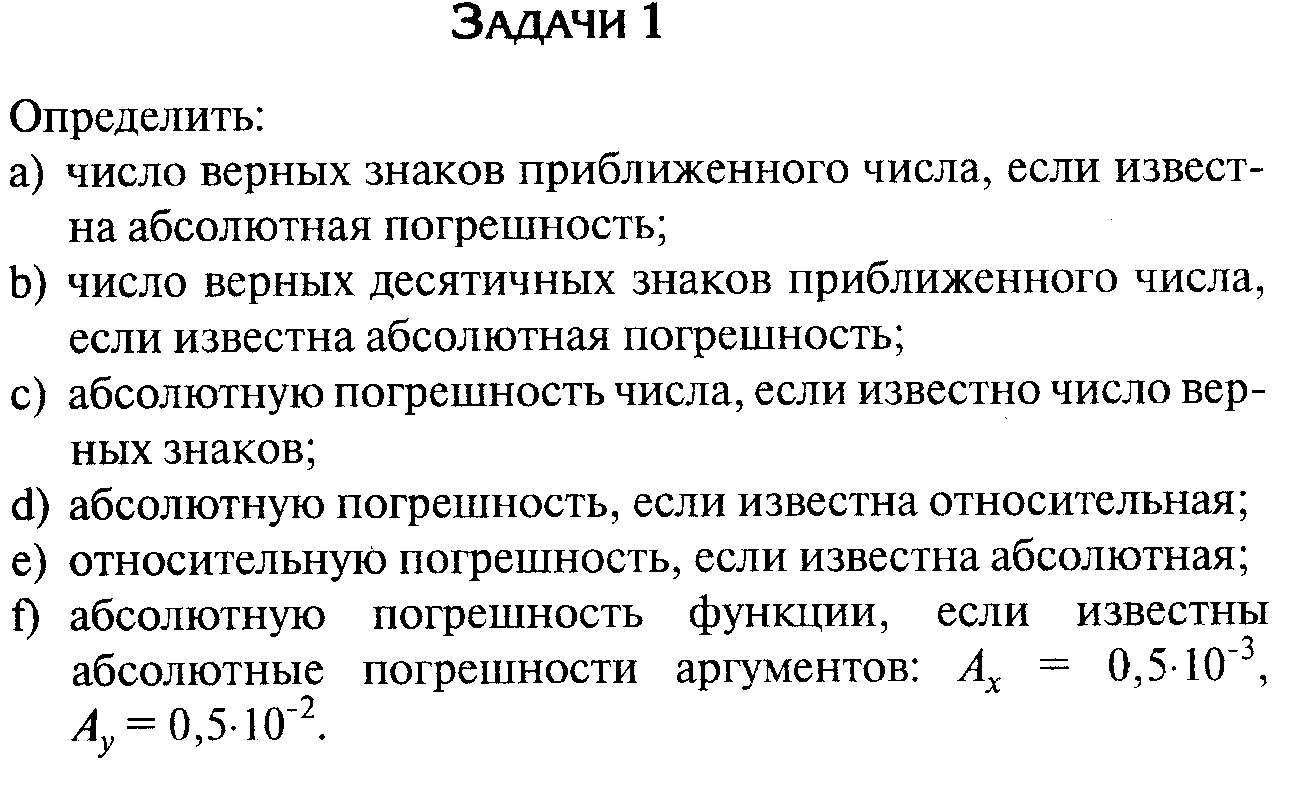 Задачи 1
Определить:
a) число верных знаков приближенного числа, если извест-
на абсолютная погрешность;
b) число верных десятичных знаков приближенного числа,
если известна абсолютная погрешность;
c) абсолютную погрешность числа, если известно число вер-
ных знаков;
d) абсолютную погрешность, если известна относительная;
e) относительную погрешность, если известна абсолютная;
f) абсолютную погрешность функции, если известны
абсолютные погрешности аргументов: Aₓ = 0,5·10⁻³,
A_y = 0,5·10⁻².